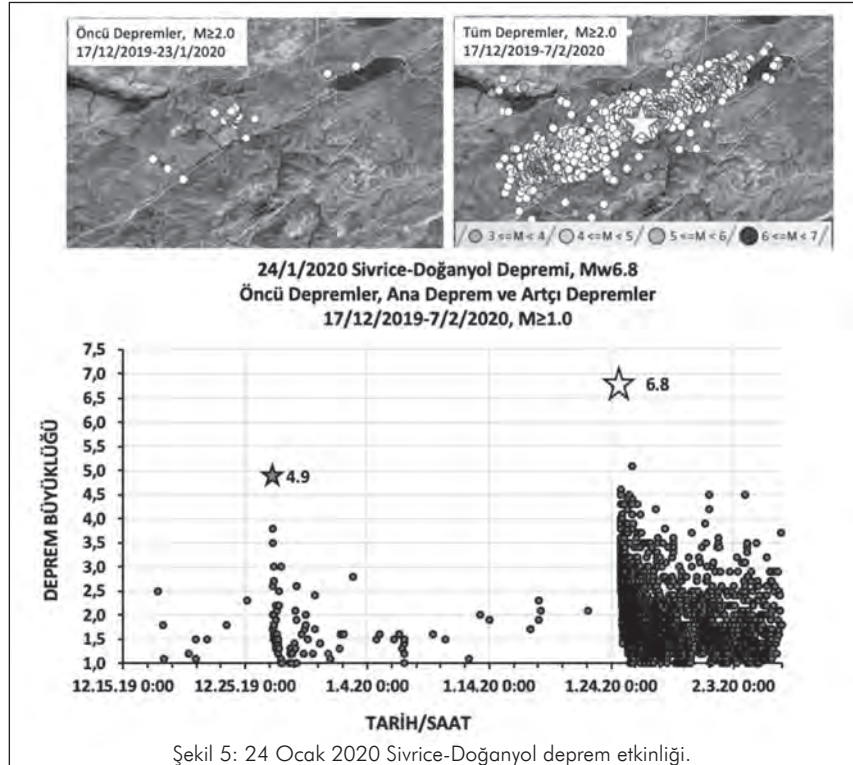 Öncü Depremler, M≥2.0
17/12/2019-23/1/2020
Tüm Depremler, M≥2.0
17/12/2019-7/2/2020
3 <=M < 4 4 <=M < 5 5 <=M < 6 6 <=M < 7
24/1/2020 Sivrice-Doğanyol Depremi, Mw6.8
Öncü Depremler, Ana Deprem ve Artçı Depremler
17/12/2019-7/2/2020, M≥1.0
DEPREM BÜYÜKLÜĞÜ
7,5
7,0
6,5
6,0
5,5
5,0
4,5
4,0
3,5
3,0
2,5
2,0
1,5
1,0
4.9
6.8
12.15.19 0:00 12.25.19 0:00 1.4.20 0:00 1.14.20 0:00 1.24.20 0:00 2.3.20 0:00
TARİH/SAAT
Şekil 5: 24 Ocak 2020 Sivrice-Doğanyol deprem etkinliği.